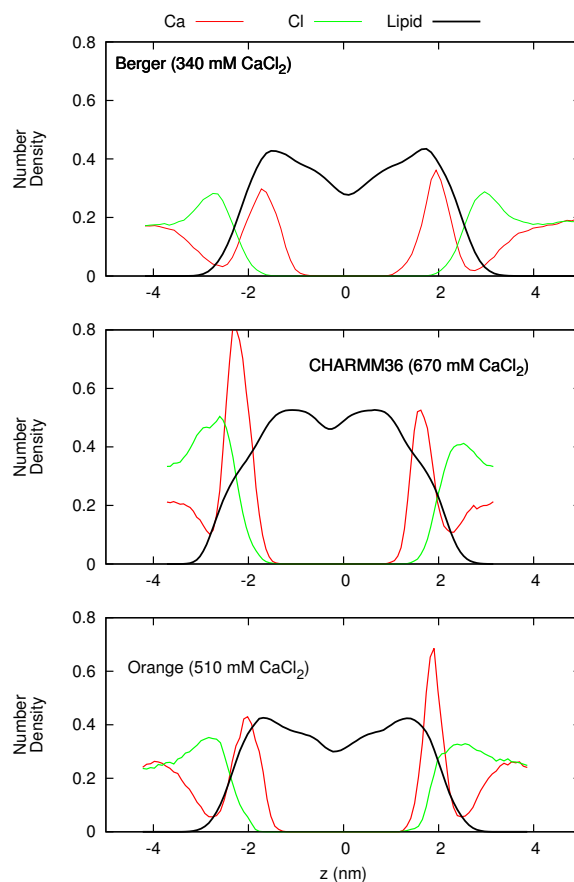 Ca Cl Lipid
0.8
Berger (340 mM CaCl₂)
0.6
0.4
0.2
0
Number
Density
-4 -2 0 2 4
0.8
CHARMM36 (670 mM CaCl₂)
0.6
0.4
0.2
0
Number
Density
-4 -2 0 2 4
0.8
Orange (510 mM CaCl₂)
0.6
0.4
0.2
0
Number
Density
-4 -2 0 2 4
z (nm)